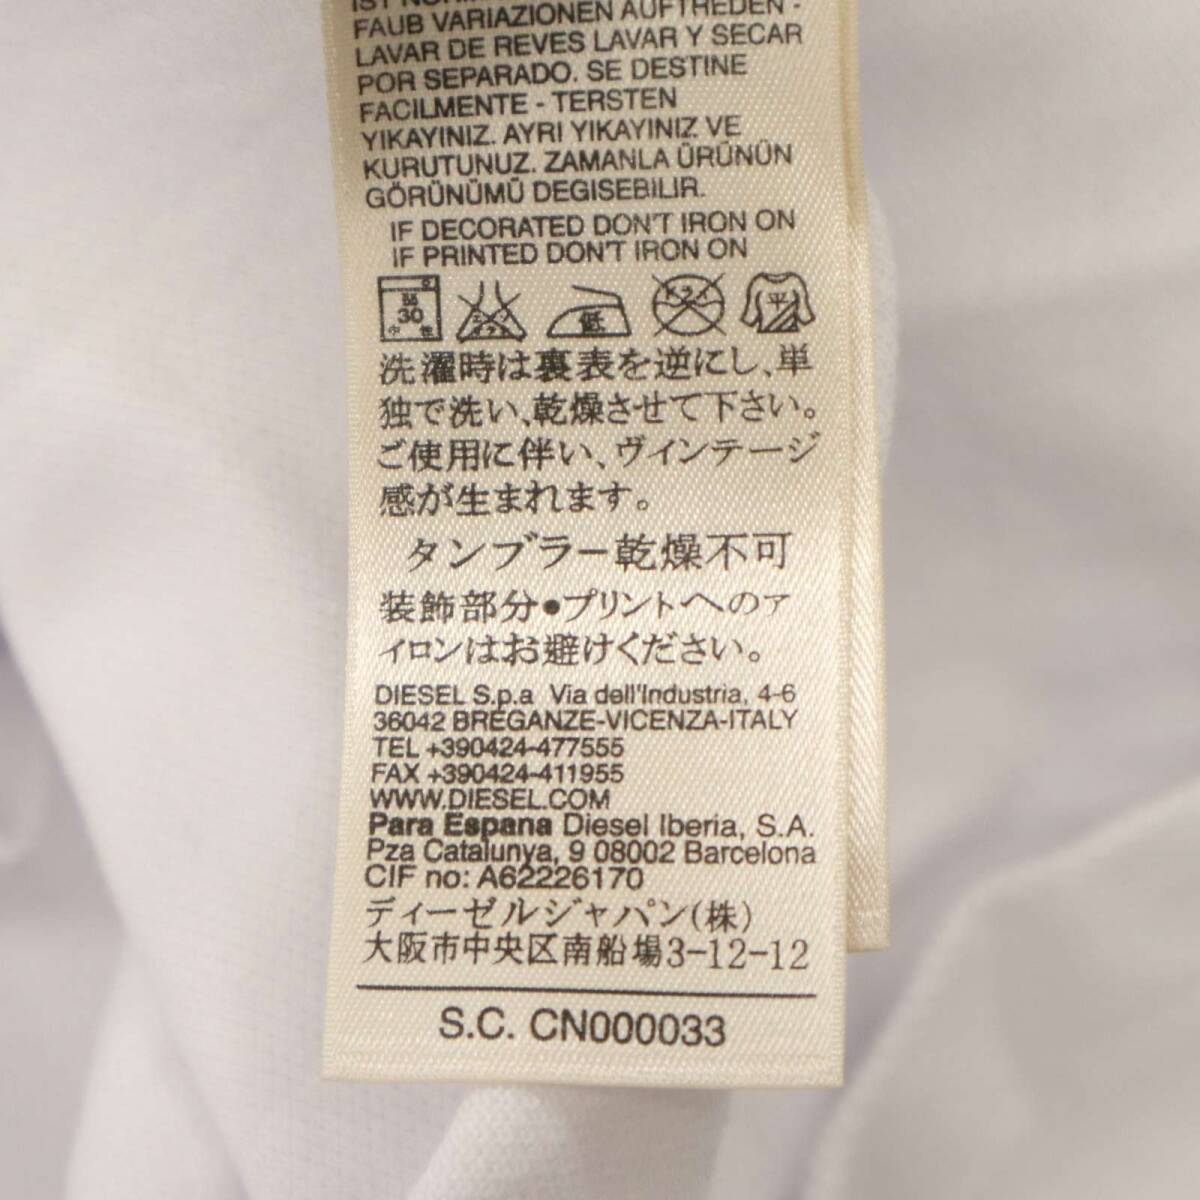 FAUB VARIAZIONEN AUFTREDEN -
LAVAR DE REVES LAVAR Y SECAR
POR SEPARADO. SE DESTINE
FACILMENTE - TERSTEN
YIKAYINIZ. AYRI YIKAYINIZ VE
KURUTUNUZ. ZAMANLA ÜRÜNÜN
GÖRÜNÜMÜ DEGISEBILIR.
IF DECORATED DON'T IRON ON
IF PRINTED DON'T IRON ON
30 低 ドライ 平
中 性
洗濯時は裏表を逆にし、単
独で洗い、乾燥させて下さい。
ご使用に伴い、ヴィンテージ
感が生まれます。
タンブラー乾燥不可
装飾部分●プリントへのア
イロンはお避けください。
DIESEL S.p.a Via dell'Industria, 4-6
36042 BREGANZE-VICENZA-ITALY
TEL +390424-477555
FAX +390424-411955
WWW.DIESEL.COM
Para Espana Diesel Iberia, S.A.
Pza Catalunya, 9 08002 Barcelona
CIF no: A62226170
ディーゼルジャパン(株)
大阪市中央区南船場3-12-12
S.C. CN000033